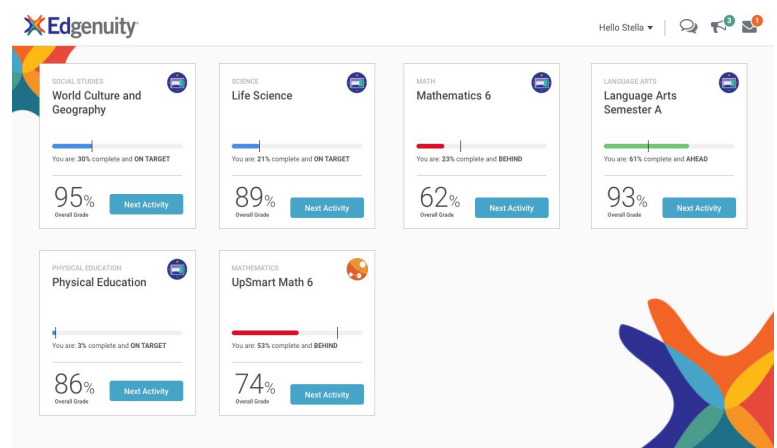 Edgenuity
Hello Stella
3
1
SOCIAL STUDIES
World Culture and
Geography
You are: 30% complete and ON TARGET
95%
Overall Grade
Next Activity
SCIENCE
Life Science
You are: 21% complete and ON TARGET
89%
Overall Grade
Next Activity
MATH
Mathematics 6
You are: 23% complete and BEHIND
62%
Overall Grade
Next Activity
LANGUAGE ARTS
Language Arts
Semester A
You are: 61% complete and AHEAD
93%
Overall Grade
Next Activity
PHYSICAL EDUCATION
Physical Education
You are: 3% complete and ON TARGET
86%
Overall Grade
Next Activity
MATHEMATICS
UpSmart Math 6
You are: 53% complete and BEHIND
74%
Overall Grade
Next Activity